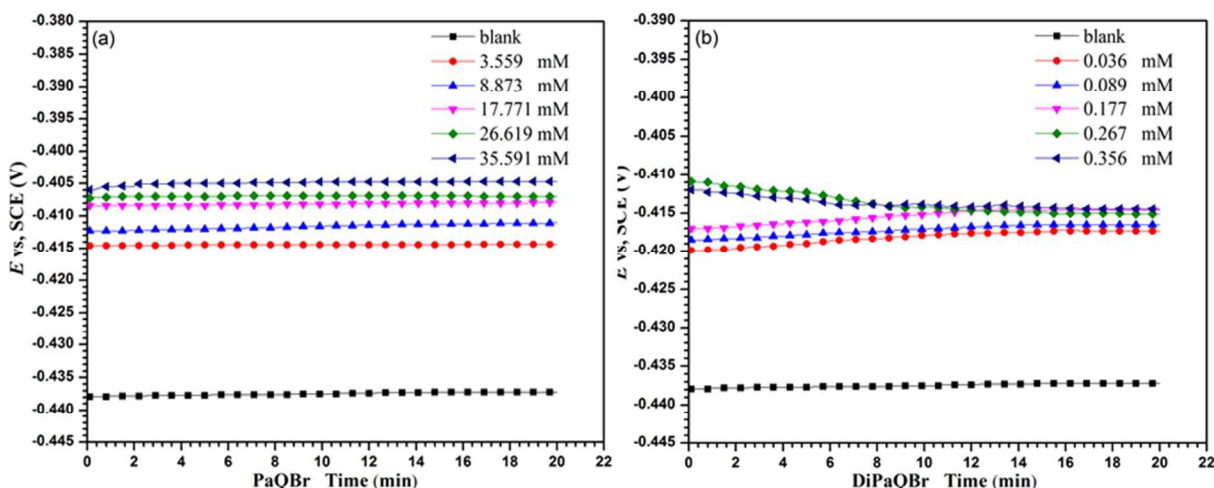 (a)
blank
3.559 mM
8.873 mM
17.771 mM
26.619 mM
35.591 mM
-0.380
-0.385
-0.390
-0.395
-0.400
-0.405
-0.410
-0.415
-0.420
-0.425
-0.430
-0.435
-0.440
-0.445
E vs, SCE (V)
0 2 4 6 8 10 12 14 16 18 20 22
PaQBr Time (min)
(b)
blank
0.036 mM
0.089 mM
0.177 mM
0.267 mM
0.356 mM
-0.390
-0.395
-0.400
-0.405
-0.410
-0.415
-0.420
-0.425
-0.430
-0.435
-0.440
-0.445
E vs, SCE (V)
0 2 4 6 8 10 12 14 16 18 20 22
DiPaQBr Time (min)